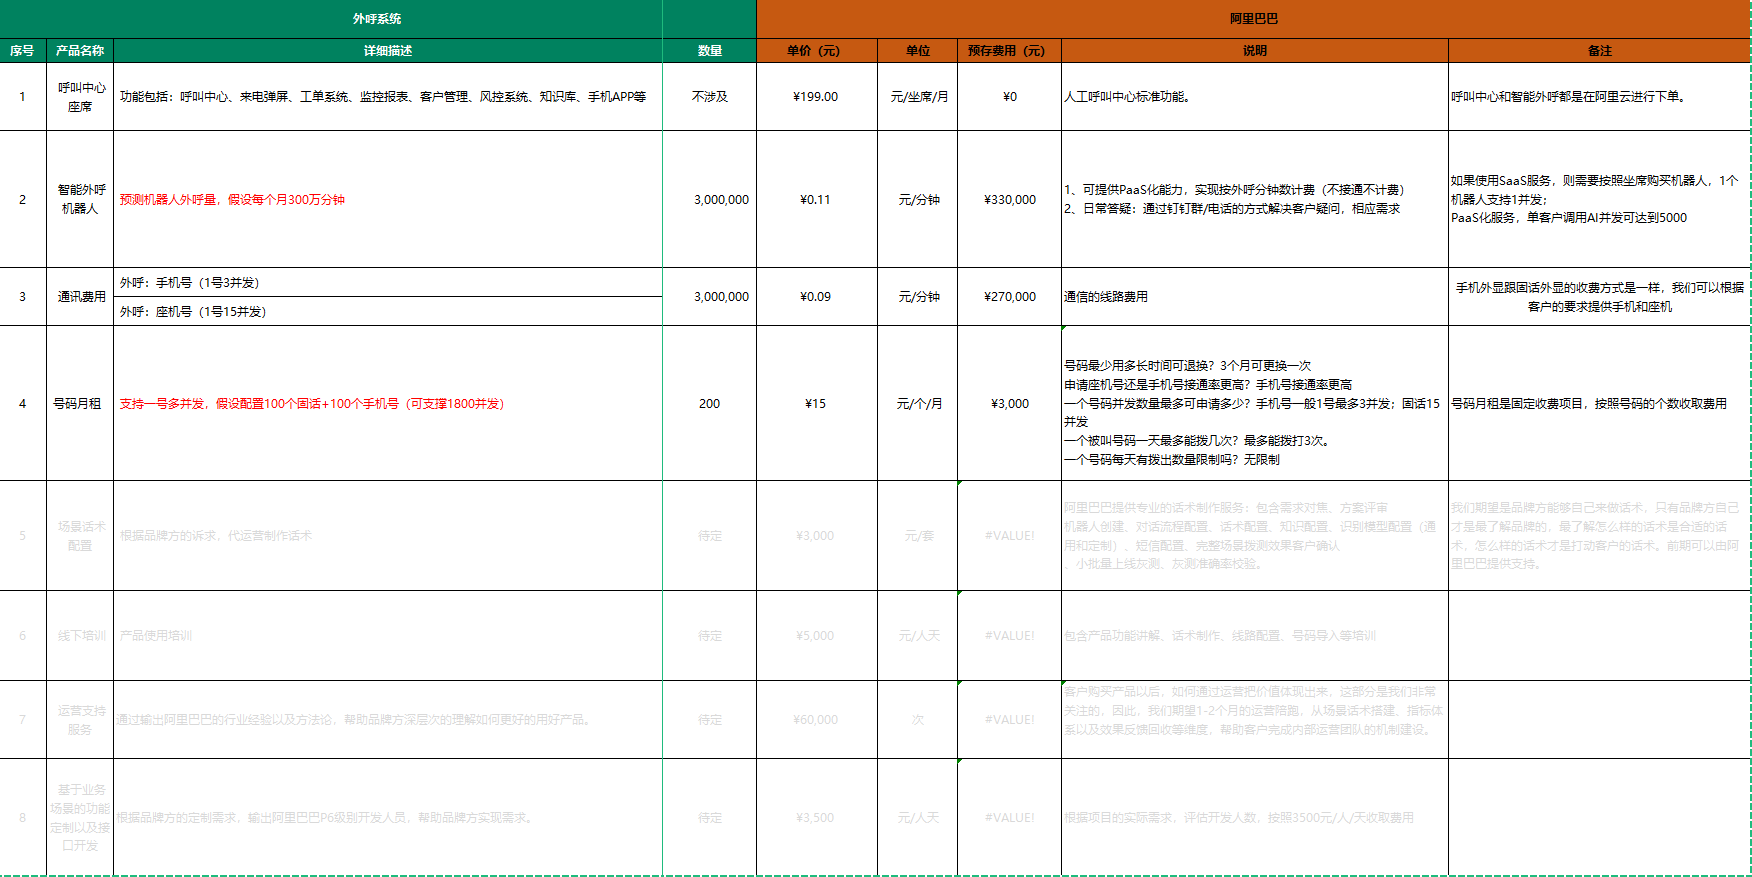 外呼系统
阿里巴巴
序号
产品名称
详细描述
数量
单价（元）
单位
预存费用（元）
说明
备注
1
呼叫中心
座席
功能包括：呼叫中心、来电弹屏、工单系统、监控报表、客户管理、风控系统、知识库、手机APP等
不涉及
¥199.00
元/坐席/月
¥0
人工呼叫中心标准功能。
呼叫中心和智能外呼都是在阿里云进行下单。
2
智能外呼
机器人
预测机器人外呼量，假设每个月300万分钟
3,000,000
¥0.11
元/分钟
¥330,000
1、可提供PaaS化能力，实现按外呼分钟数计费（不接通不计费）
2、日常答疑：通过钉钉群/电话的方式解决客户疑问，相应需求
如果使用SaaS服务，则需要按照坐席购买机器人，1个
机器人支持1并发；
PaaS化服务，单客户调用AI并发可达到5000
3
通讯费用
外呼：手机号（1号3并发）
外呼：座机号（1号15并发）
3,000,000
¥0.09
元/分钟
¥270,000
通信的线路费用
手机外显跟固话外显的收费方式是一样，我们可以根据
客户的要求提供手机和座机
4
号码月租
支持一号多并发，假设配置100个固话+100个手机号（可支撑1800并发）
200
¥15
元/个/月
¥3,000
号码最少用多长时间可退换？3个月可更换一次
申请座机号还是手机号接通率更高？手机号接通率更高
一个号码并发数量最多可申请多少？手机号一般1号最多3并发；固话15
并发
一个被叫号码一天最多能拨几次？最多能拨打3次。
一个号码每天有拨出数量限制吗？无限制
号码月租是固定收费项目，按照号码的个数收取费用
5
场景话术
配置
根据品牌方的诉求，代运营制作话术
待定
¥3,000
元/套
#VALUE!
阿里巴巴提供专业的话术制作服务：包含需求对焦、方案评审
机器人创建、对话流程配置、话术配置、知识配置、识别模型配置（通
用和定制）、短信配置、完整场景拨测效果客户确认
、小批量上线灰测、灰测准确率校验。
我们期望是品牌方能够自己来做话术，只有品牌方自己
才是最了解品牌的，最了解怎么样的话术是合适的话
术，怎么样的话术才是打动客户的话术。前期可以由阿
里巴巴提供支持。
6
线下培训
产品使用培训
待定
¥5,000
元/人天
#VALUE!
包含产品功能讲解、话术制作、线路配置、号码导入等培训
7
运营支持
服务
通过输出阿里巴巴的行业经验以及方法论，帮助品牌方深层次的理解如何更好的用好产品。
待定
¥60,000
次
#VALUE!
客户购买产品以后，如何通过运营把价值体现出来，这部分是我们非常
关注的，因此，我们期望1-2个月的运营陪跑，从场景话术搭建、指标体
系以及效果反馈回收等维度，帮助客户完成内部运营团队的机制建设。
8
基于业务
场景的功能
定制以及接
口开发
根据品牌方的定制需求，输出阿里巴巴P6级别开发人员，帮助品牌方实现需求。
待定
¥3,500
元/人天
#VALUE!
根据项目的实际需求，评估开发人数，按照3500元/人/天收取费用